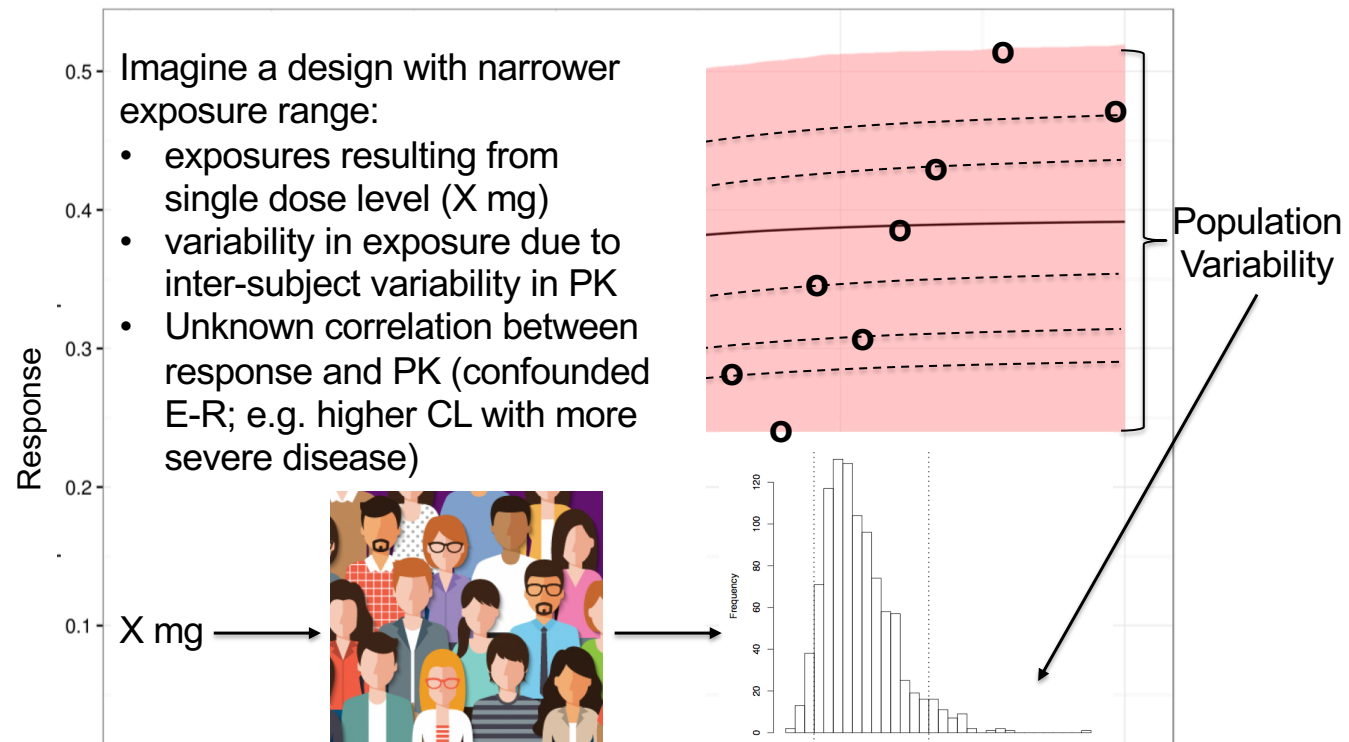 Imagine a design with narrower
exposure range:
• exposures resulting from
single dose level (X mg)
• variability in exposure due to
inter-subject variability in PK
• Unknown correlation between
response and PK (confounded
E-R; e.g. higher CL with more
severe disease)
Response
0.5
0.4
0.3
0.2
0.1
X mg
o
o
o
o
o
o
o
o
Population
Variability
Frequency
120
100
80
60
40
20
0